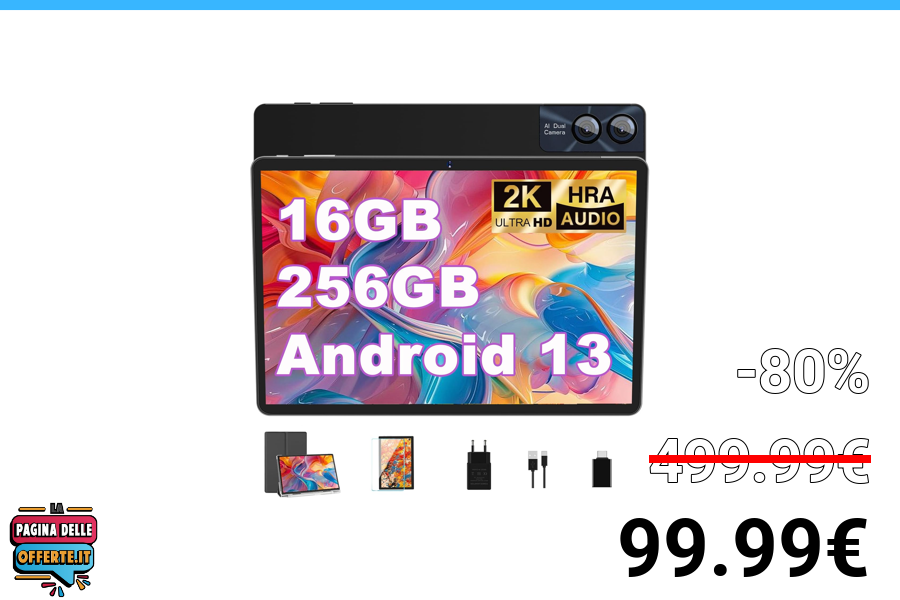 AI Dual
Camera
2K
ULTRA HD
HRA
AUDIO
16GB
256GB
Android 13
-80%
499.99€
99.99€
LA
PAGINA DELLE
OFFERTE.IT